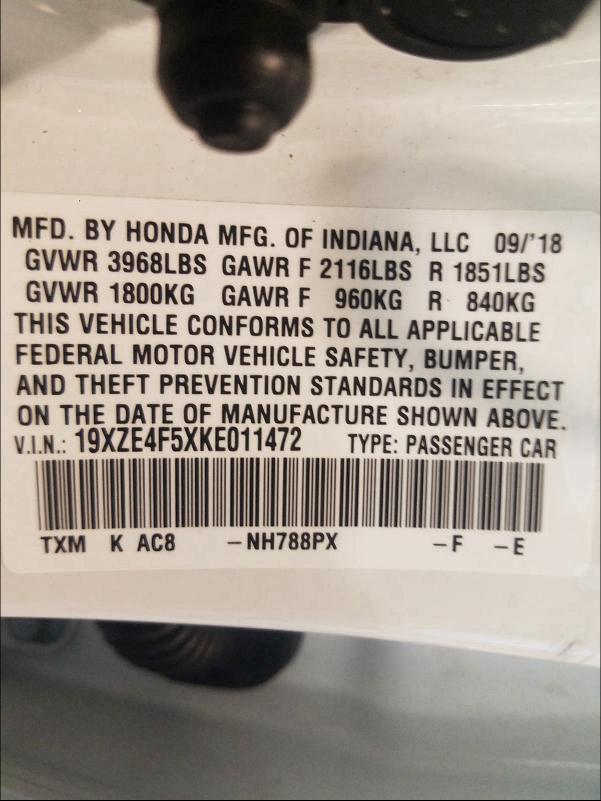 MFD. BY HONDA MFG. OF INDIANA, LLC 09/'18
GVWR 3968LBS GAWR F 2116LBS R 1851LBS
GVWR 1800KG GAWR F 960KG R 840KG
THIS VEHICLE CONFORMS TO ALL APPLICABLE
FEDERAL MOTOR VEHICLE SAFETY, BUMPER,
AND THEFT PREVENTION STANDARDS IN EFFECT
ON THE DATE OF MANUFACTURE SHOWN ABOVE.
V.I.N.: 19XZE4F5XKE011472 TYPE: PASSENGER CAR
TXM K AC8 –NH788PX –F –E